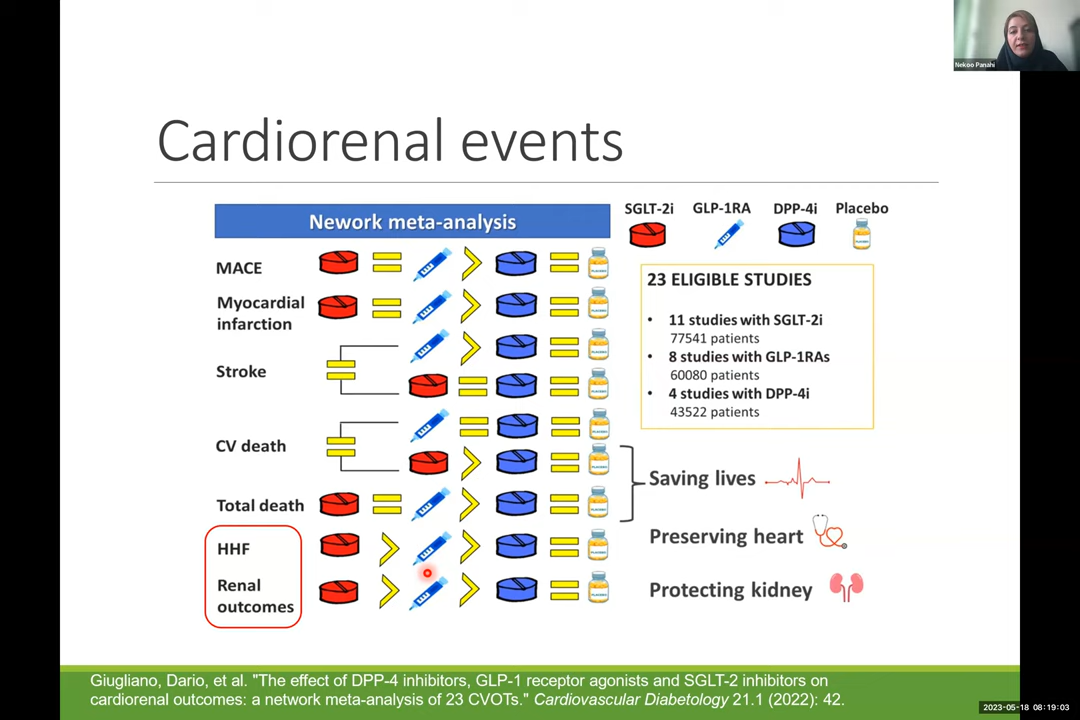 Nekoo Panahi
Cardiorenal events
Nework meta-analysis
SGLT-2i GLP-1RA DPP-4i Placebo
MACE
Myocardial
infarction
Stroke
CV death
Total death
HHF
Renal
outcomes
23 ELIGIBLE STUDIES
• 11 studies with SGLT-2i
77541 patients
• 8 studies with GLP-1RAs
60080 patients
• 4 studies with DPP-4i
43522 patients
Saving lives
Preserving heart
Protecting kidney
Giugliano, Dario, et al. "The effect of DPP-4 inhibitors, GLP-1 receptor agonists and SGLT-2 inhibitors on
cardiorenal outcomes: a network meta-analysis of 23 CVOTs." Cardiovascular Diabetology 21.1 (2022): 42.
2023-05-18 08:19:03